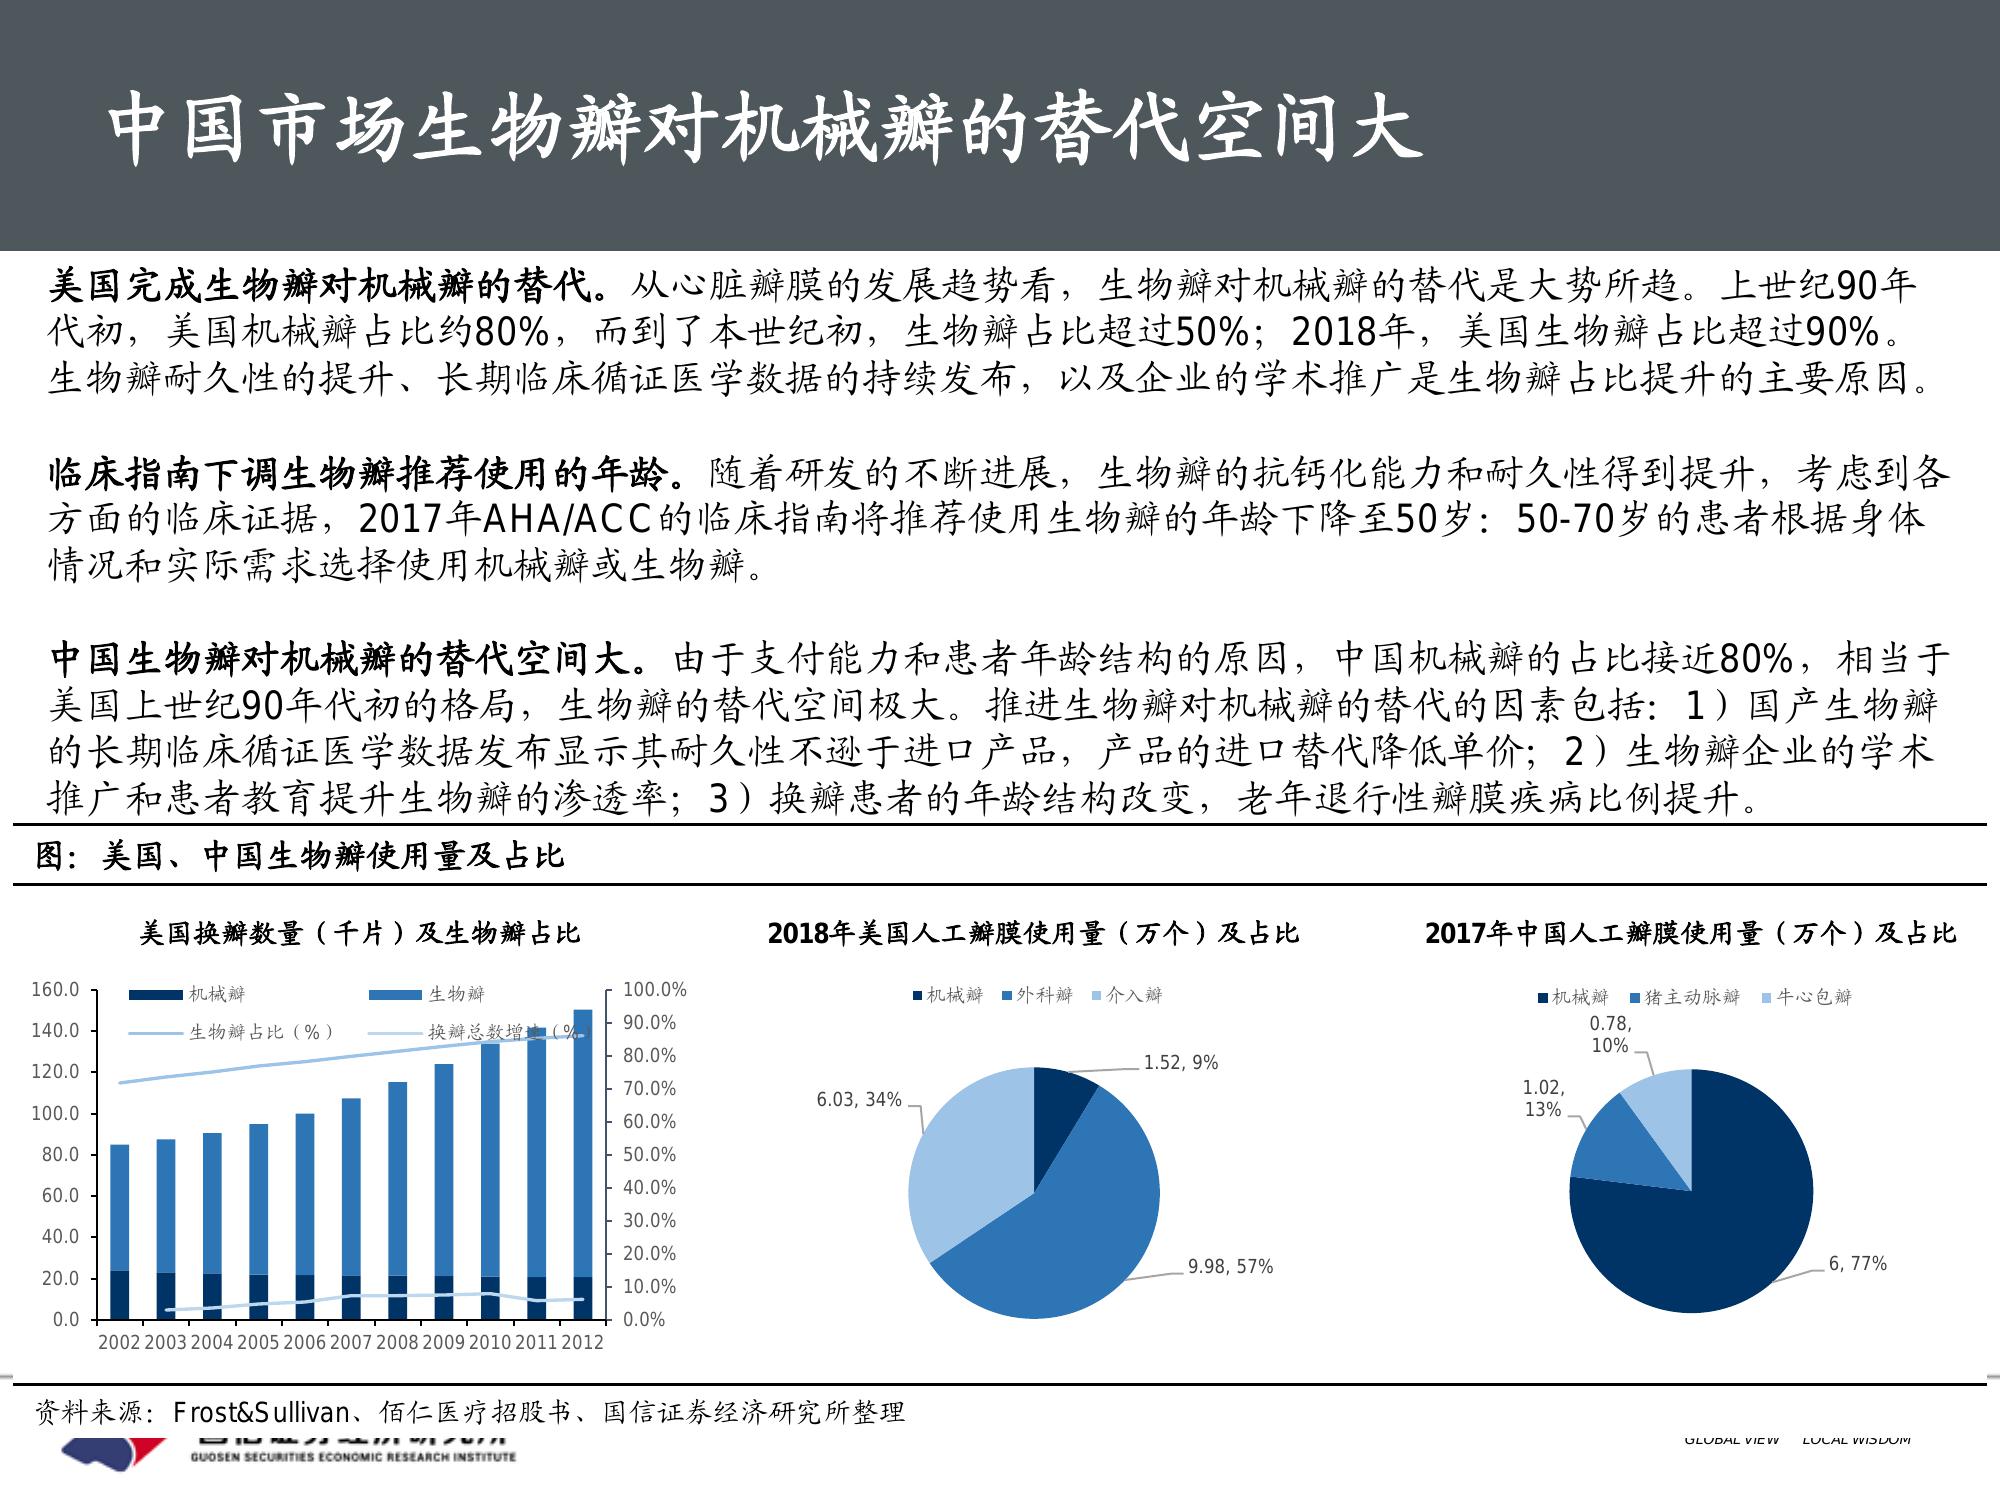 中国市场生物瓣对机械瓣的替代空间大
美国完成生物瓣对机械瓣的替代。从心脏瓣膜的发展趋势看，生物瓣对机械瓣的替代是大势所趋。上世纪90年
代初，美国机械瓣占比约80%，而到了本世纪初，生物瓣占比超过50%；2018年，美国生物瓣占比超过90%。
生物瓣耐久性的提升、长期临床循证医学数据的持续发布，以及企业的学术推广是生物瓣占比提升的主要原因。
临床指南下调生物瓣推荐使用的年龄。随着研发的不断进展，生物瓣的抗钙化能力和耐久性得到提升，考虑到各
方面的临床证据，2017年AHA/ACC的临床指南将推荐使用生物瓣的年龄下降至50岁：50-70岁的患者根据身体
情况和实际需求选择使用机械瓣或生物瓣。
中国生物瓣对机械瓣的替代空间大。由于支付能力和患者年龄结构的原因，中国机械瓣的占比接近80%，相当于
美国上世纪90年代初的格局，生物瓣的替代空间极大。推进生物瓣对机械瓣的替代的因素包括：1）国产生物瓣
的长期临床循证医学数据发布显示其耐久性不逊于进口产品，产品的进口替代降低单价；2）生物瓣企业的学术
推广和患者教育提升生物瓣的渗透率；3）换瓣患者的年龄结构改变，老年退行性瓣膜疾病比例提升。
图：美国、中国生物瓣使用量及占比
美国换瓣数量（千片）及生物瓣占比
机械瓣 生物瓣
生物瓣占比（%） 换瓣总数增速（%）
160.0
140.0
120.0
100.0
80.0
60.0
40.0
20.0
0.0
100.0%
90.0%
80.0%
70.0%
60.0%
50.0%
40.0%
30.0%
20.0%
10.0%
0.0%
2002 2003 2004 2005 2006 2007 2008 2009 2010 2011 2012
2018年美国人工瓣膜使用量（万个）及占比
机械瓣 外科瓣 介入瓣
1.52, 9%
6.03, 34%
9.98, 57%
2017年中国人工瓣膜使用量（万个）及占比
机械瓣 猪主动脉瓣 牛心包瓣
0.78,
10%
1.02,
13%
6, 77%
资料来源：Frost&Sullivan、佰仁医疗招股书、国信证券经济研究所整理
国信证券经济研究所
GUOSEN SECURITIES ECONOMIC RESEARCH INSTITUTE
GLOBAL VIEW LOCAL WISDOM